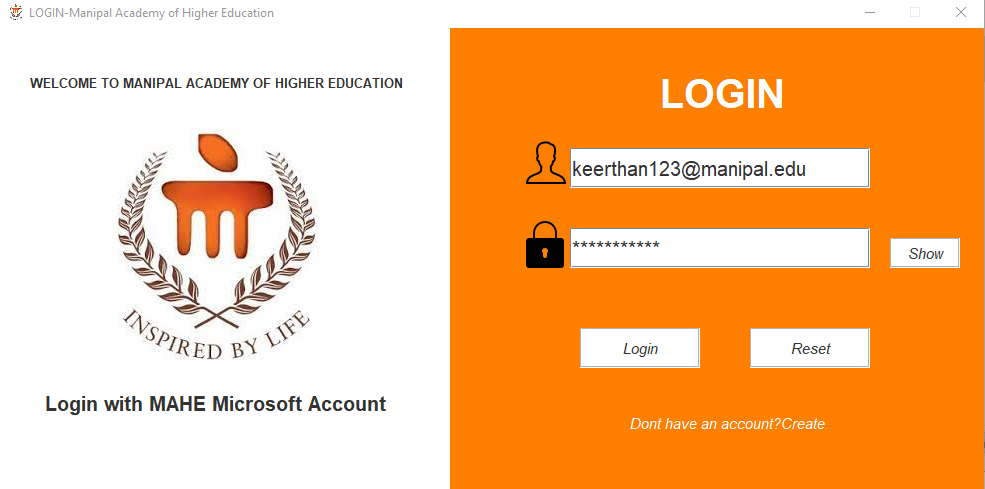 LOGIN-Manipal Academy of Higher Education
WELCOME TO MANIPAL ACADEMY OF HIGHER EDUCATION
INSPIRED BY LIFE
Login with MAHE Microsoft Account
LOGIN
keerthan123@manipal.edu
***********
Show
Login
Reset
Dont have an account?Create